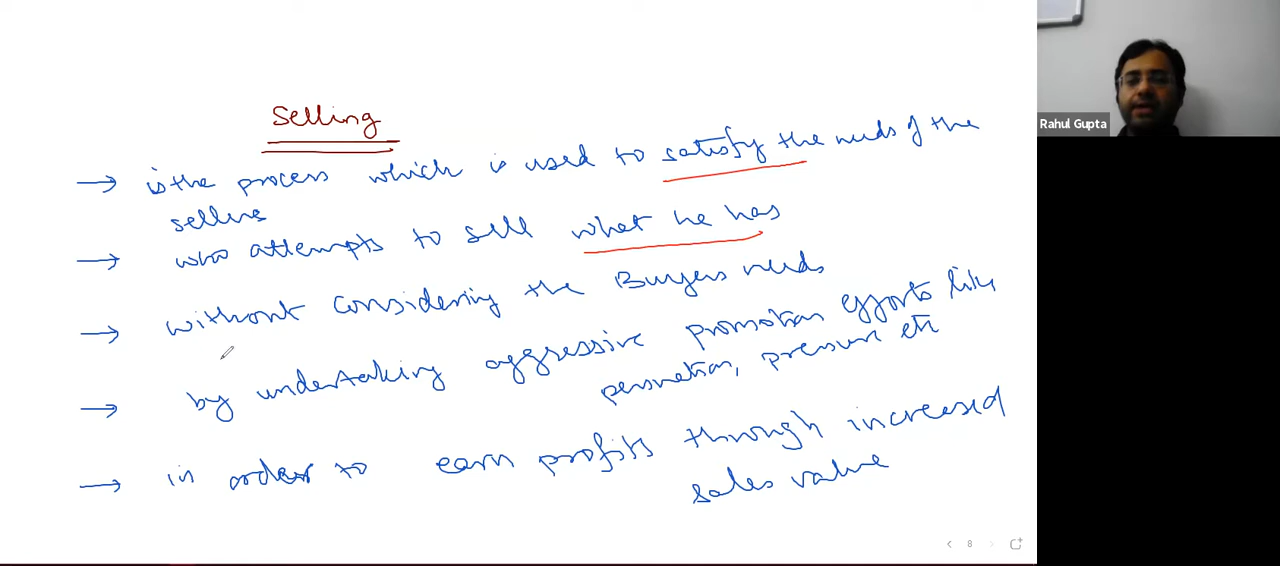 Selling
→ is the process which is used to satisfy the needs of the
sellers
→ who attempts to sell what he has
→ without considering the Buyers needs
→ by undertaking aggressive promotion efforts like
persuation, pressure etc
→ in order to earn profits through increased
sales value
Rahul Gupta
8